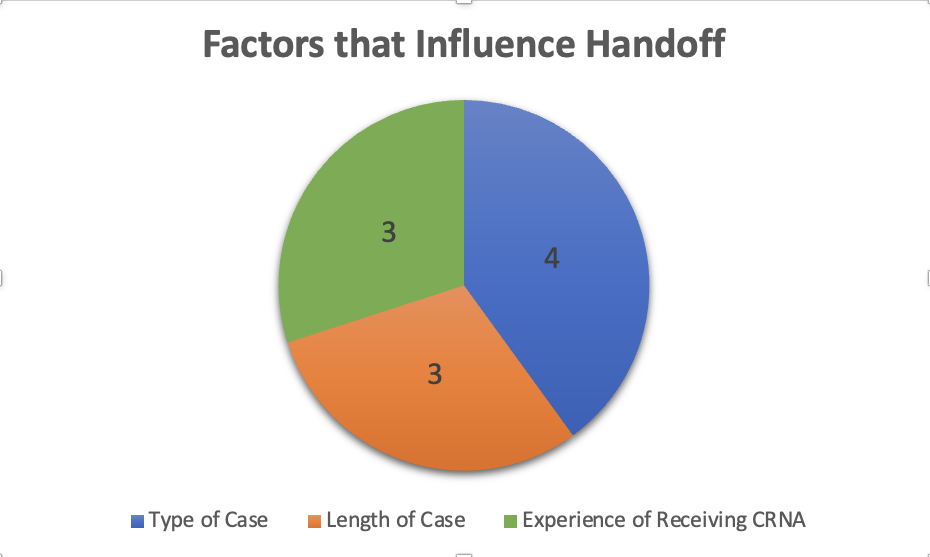 Factors that Influence Handoff
3
4
3
Type of Case
Length of Case
Experience of Receiving CRNA